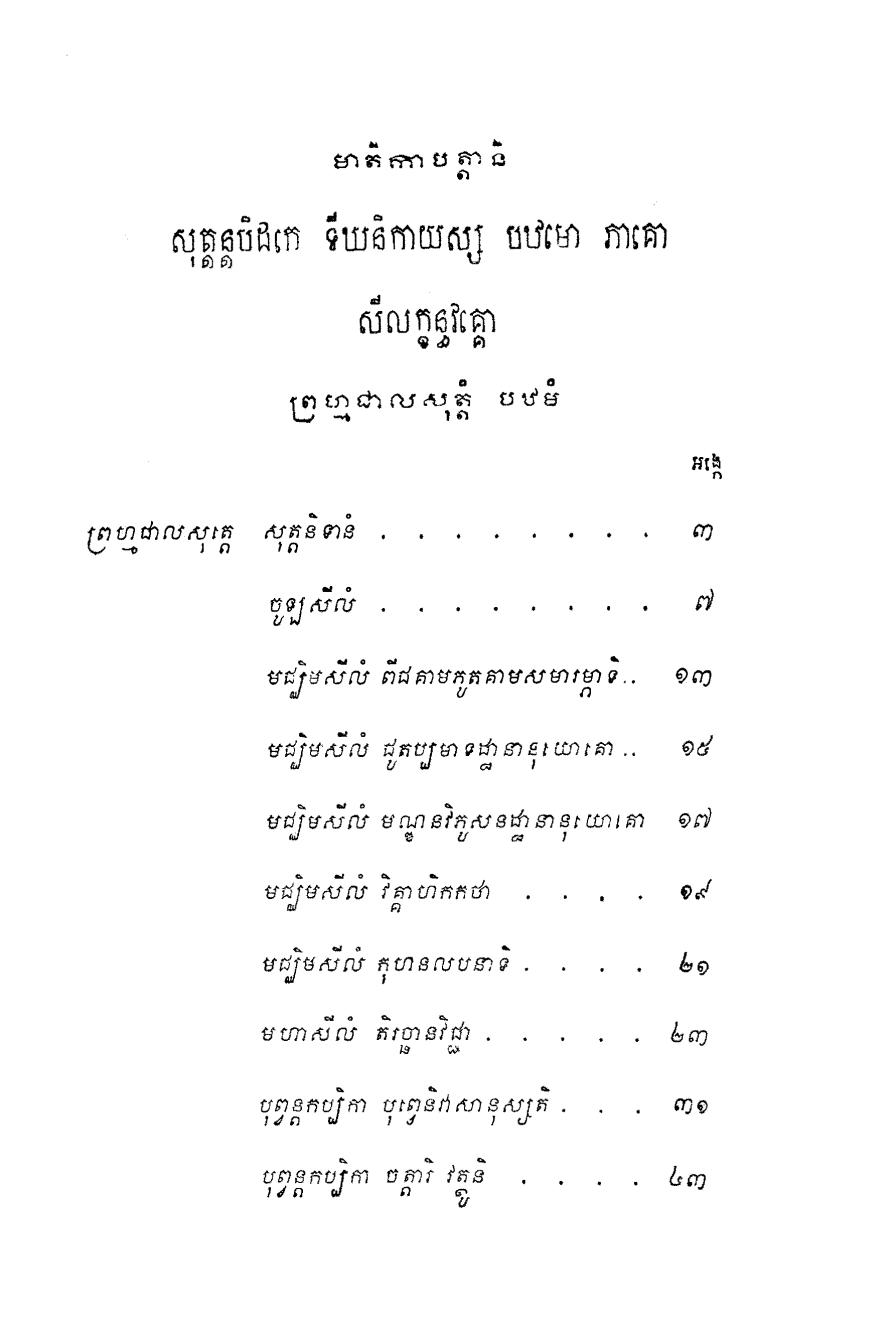 មាតិកាបត្តានិ
សុត្តន្តបិដកេ ទីឃនិកាយស្ស បឋមោ ភាគោ
សីលក្ខន្ធវគ្គោ
ព្រហ្មជាលសុត្តំ បឋមំ
អង្កេ
ព្រហ្មជាលសុត្តេ សុត្តនិទានំ . . . . . . . . ៣
ចូឡសីលំ . . . . . . . . ៧
មជ្ឈិមសីលំ ពីជគាមភូតគាមសមារម្ភាទិ.. ១៣
មជ្ឈិមសីលំ ជូតប្បមាទដ្ឋានានុយោគោ .. ១៥
មជ្ឈិមសីលំ មណ្ឌនវិភូសនដ្ឋានានុយោគោ ១៧
មជ្ឈិមសីលំ វិគ្គាហិកកថា . . . . ១៩
មជ្ឈិមសីលំ កុហនលបនាទិ . . . . ២១
មហាសីលំ តិរច្ឆានវិជ្ជា . . . . . ២៣
បុព្វន្តកប្បិកា បុព្វេនិវាសានុស្សតិ . . . ៣១
បុព្វន្តកប្បិកា ចត្តារិ វត្ថូនិ . . . . ៤៣